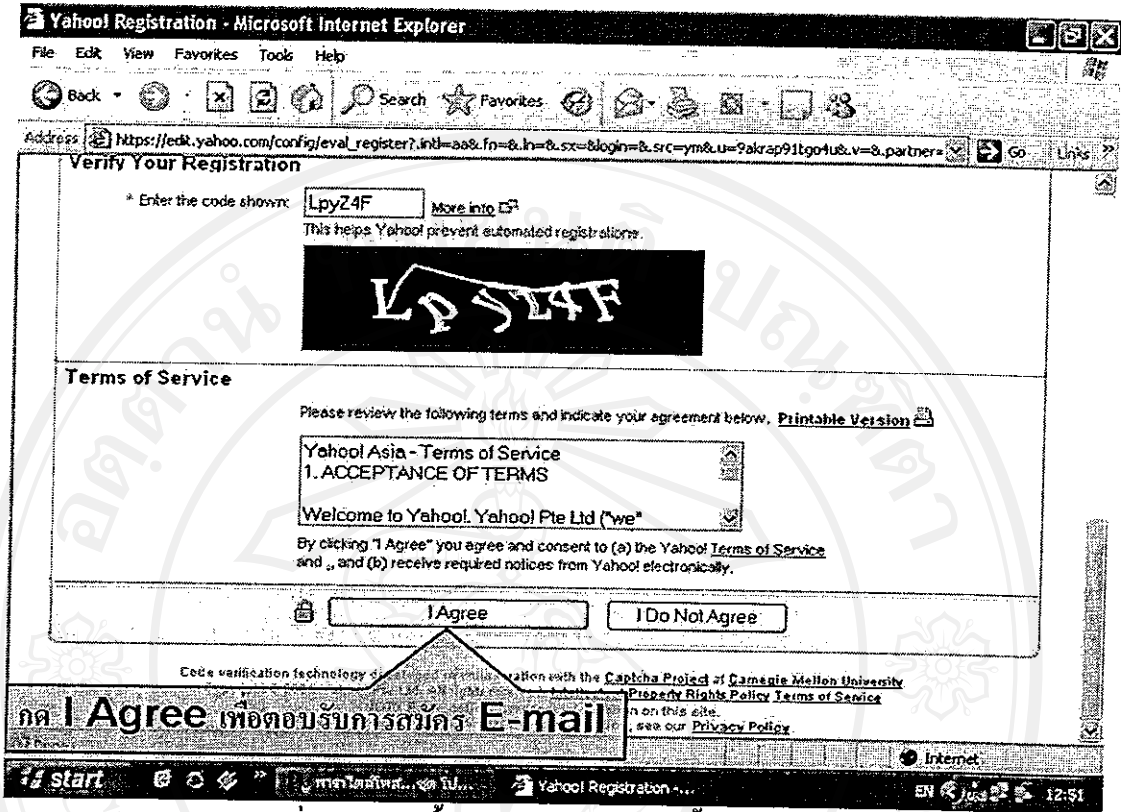 Yahoo! Registration - Microsoft Internet Explorer
File Edit View Favorites Tools Help
Back Search Favorites
Address https://edit.yahoo.com/config/eval_register?.intl=aa&.fn=&.ln=&.sx=&login=&.src=ym&.u=9akrap91tgo4u&.v=&.partner= Go Links »
Verify Your Registration
* Enter the code shown: LpyZ4F More info
This helps Yahoo! prevent automated registrations.
LpyZ4F
Terms of Service
Please review the following terms and indicate your agreement below. Printable Version
Yahoo! Asia - Terms of Service
1. ACCEPTANCE OF TERMS
Welcome to Yahoo!. Yahoo! Pte Ltd ("we"
By clicking "I Agree" you agree and consent to (a) the Yahoo! Terms of Service
and ,, and (b) receive required notices from Yahoo! electronically.
I Agree I Do Not Agree
Code verification technology ration with the Captcha Project at Carnegie Mellon University
Property Rights Policy Terms of Service
n on this site.
, see our Privacy Policy.
กด I Agree เพื่อตอบรับการสมัคร E-mail
Internet
start » Yahoo! Registration -... EN 12:51